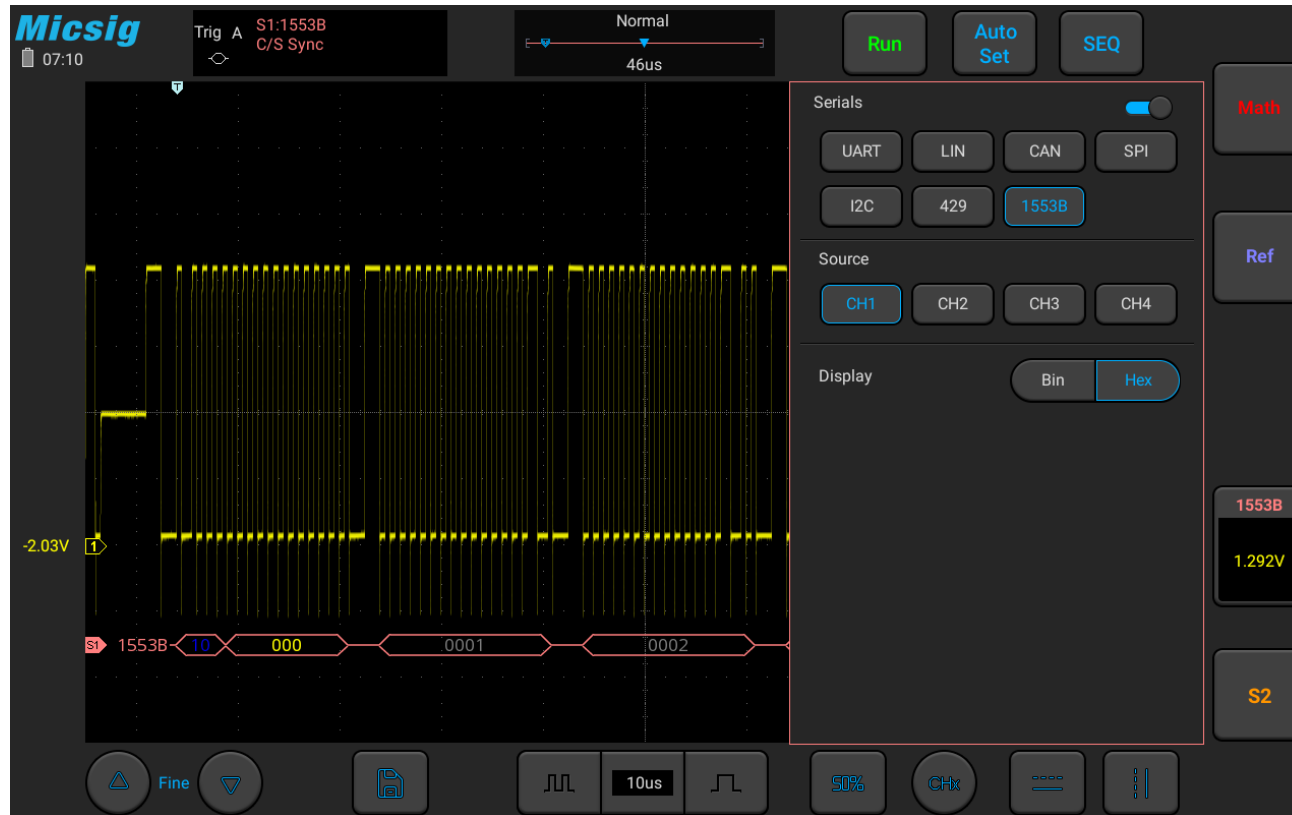 Micsig
07:10
Trig A S1:1553B
C/S Sync
Normal
46us
Run
Auto
Set
SEQ
T
Serials
UART LIN CAN SPI
I2C 429 1553B
Source
CH1 CH2 CH3 CH4
Display Bin Hex
Math
Ref
1553B
1.292V
S2
-2.03V 1
S1 1553B 10 000 0001 0002
Fine
10us
50%
CHx